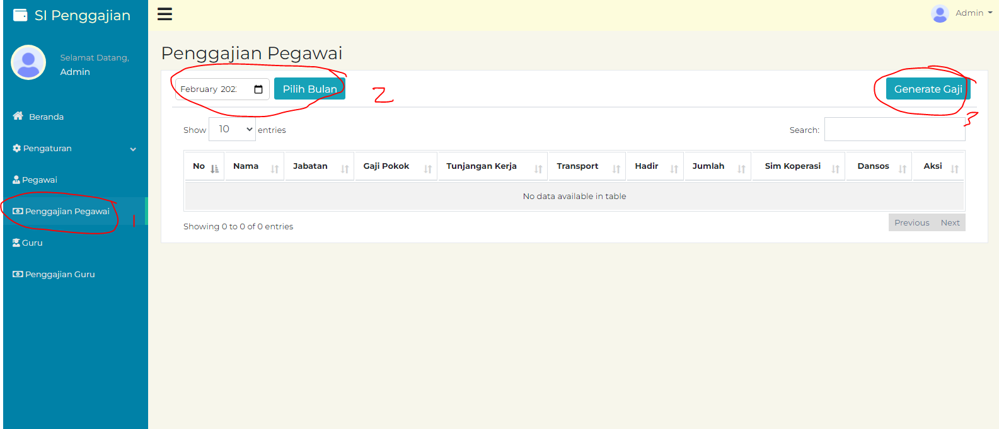 SI Penggajian
Admin
Selamat Datang,
Admin
Beranda
Pengaturan
Pegawai
Penggajian Pegawai
1
Guru
Penggajian Guru
Penggajian Pegawai
February 202
Pilih Bulan
2
Generate Gaji
3
Show 10 entries
Search:
No Nama Jabatan Gaji Pokok Tunjangan Kerja Transport Hadir Jumlah Sim Koperasi Dansos Aksi
No data available in table
Showing 0 to 0 of 0 entries
Previous Next